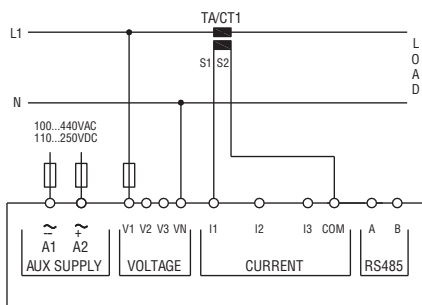 TA/CT1
L1
S1 S2
LOAD
N
100...440VAC
110...250VDC
V1 V2 V3 VN I1 I2 I3 COM A B
~
--
~
+
A1 A2
AUX SUPPLY VOLTAGE CURRENT RS485